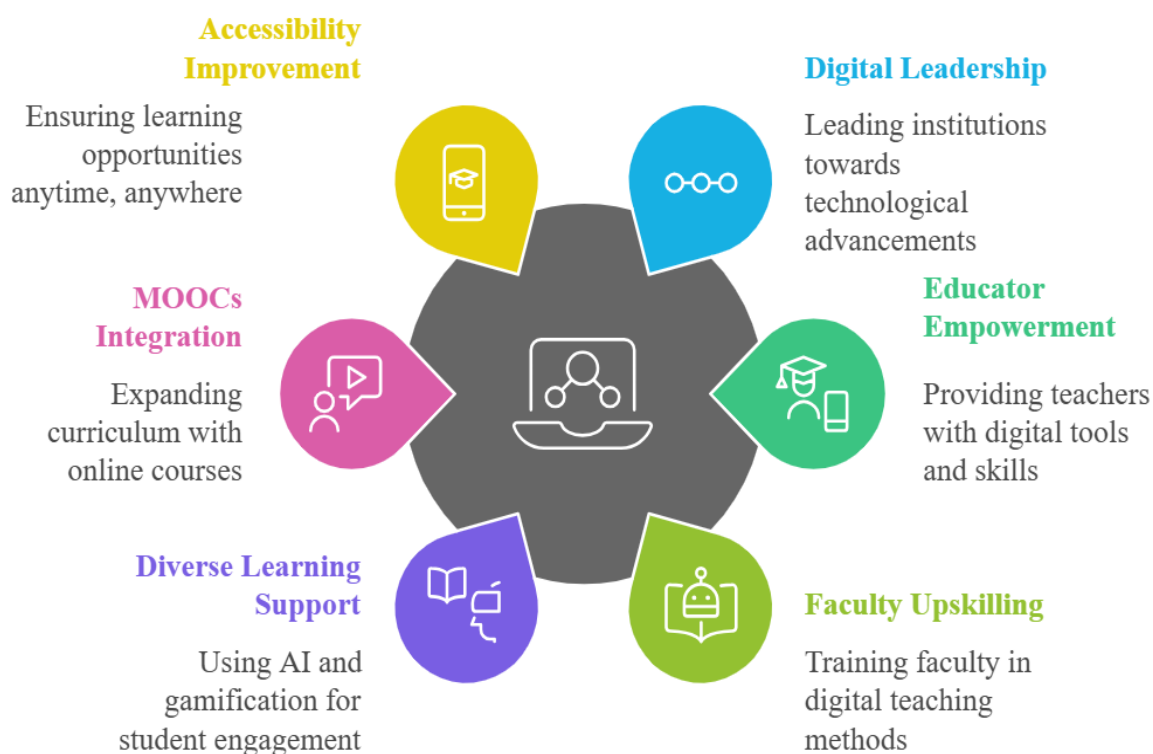 Accessibility
Improvement
Ensuring learning
opportunities
anytime, anywhere
Digital Leadership
Leading institutions
towards
technological
advancements
MOOCs
Integration
Expanding
curriculum with
online courses
Educator
Empowerment
Providing teachers
with digital tools
and skills
Diverse Learning
Support
Using AI and
gamification for
student engagement
Faculty Upskilling
Training faculty in
digital teaching
methods